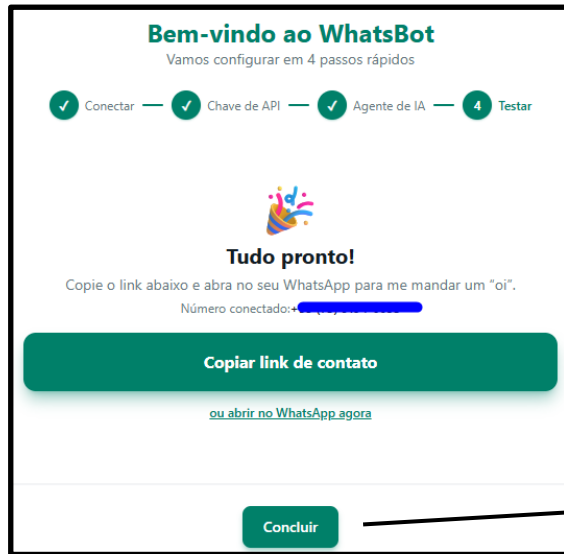 Bem-vindo ao WhatsBot
Vamos configurar em 4 passos rápidos
Conectar Chave de API Agente de IA 4 Testar
Tudo pronto!
Copie o link abaixo e abra no seu WhatsApp para me mandar um "oi".
Número conectado:
Copiar link de contato
ou abrir no WhatsApp agora
Concluir